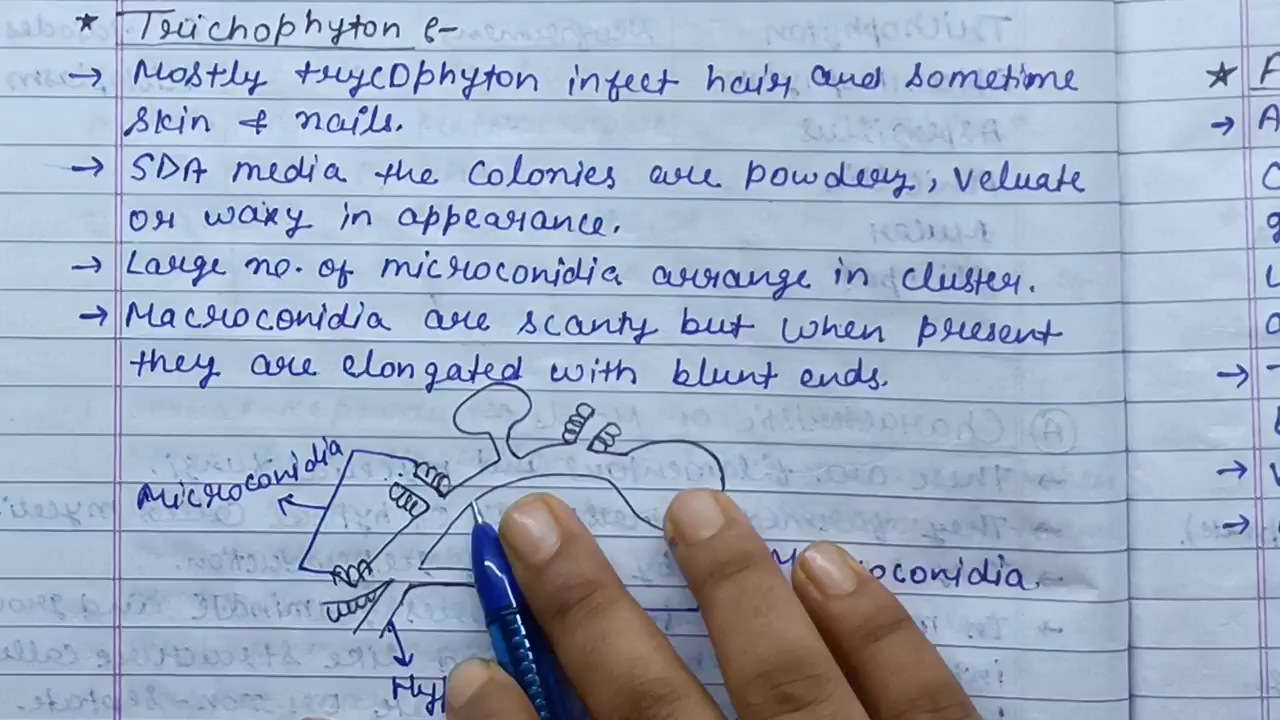 * Trichophyton :-
→ Mostly trycophyton infect hair, and sometime
skin & nails.
→ SDA media the colonies are powdery, veluate
or waxy in appearance.
→ Large no. of microconidia arrange in cluster.
→ Macroconidia are scanty but when present
they are elongated with blunt ends.
Microconidia
oconidia
Hy